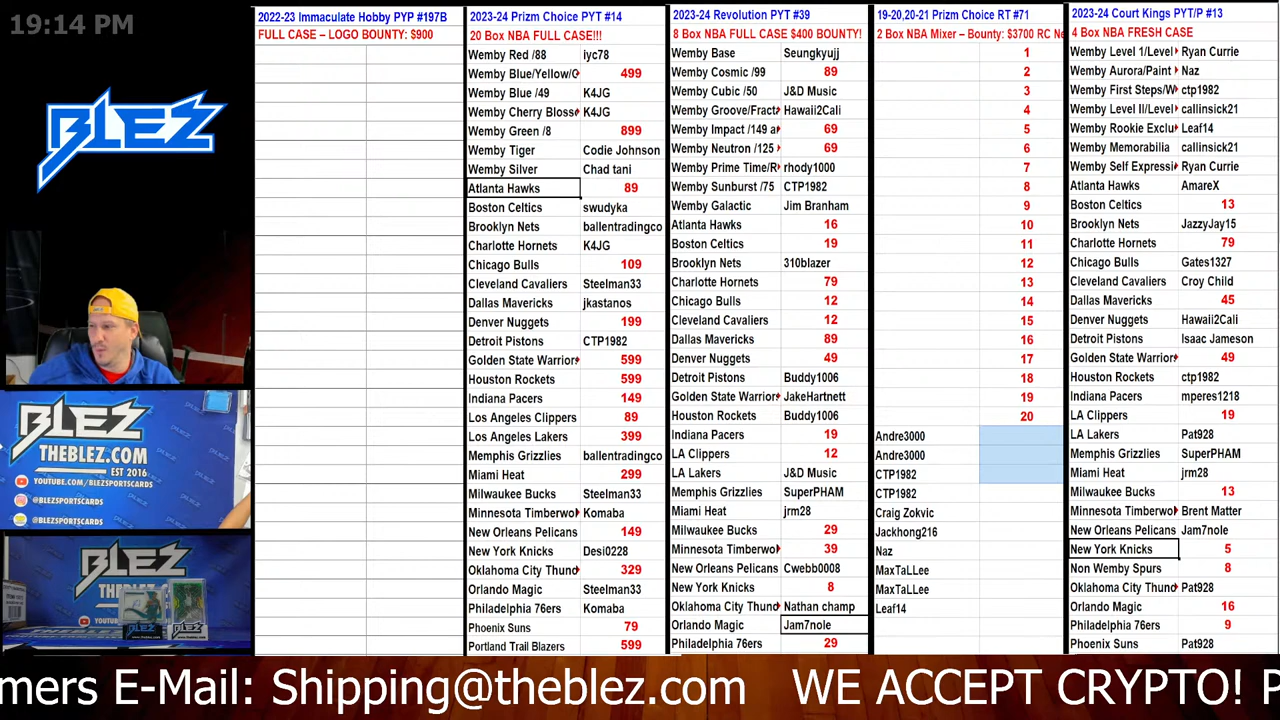 19:14 PM
BLEZ
BLEZ
THEBLEZ.COM
EST 2016
YOUTUBE.COM/BLEZSPORTSCARDS
@BLEZSPORTSCARDS
@BLEZSPORTSCARDS
2022-23 Immaculate Hobby PYP #197B
FULL CASE – LOGO BOUNTY: $900
2023-24 Prizm Choice PYT #14
20 Box NBA FULL CASE!!!
Wemby Red /88 iyc78
Wemby Blue/Yellow/G 499
Wemby Blue /49 K4JG
Wemby Cherry Blosso K4JG
Wemby Green /8 899
Wemby Tiger Codie Johnson
Wemby Silver Chad tani
Atlanta Hawks 89
Boston Celtics swudyka
Brooklyn Nets ballentradingco
Charlotte Hornets K4JG
Chicago Bulls 109
Cleveland Cavaliers Steelman33
Dallas Mavericks jkastanos
Denver Nuggets 199
Detroit Pistons CTP1982
Golden State Warrior 599
Houston Rockets 599
Indiana Pacers 149
Los Angeles Clippers 89
Los Angeles Lakers 399
Memphis Grizzlies ballentradingco
Miami Heat 299
Milwaukee Bucks Steelman33
Minnesota Timberwo Komaba
New Orleans Pelicans 149
New York Knicks Desi0228
Oklahoma City Thund 329
Orlando Magic Steelman33
Philadelphia 76ers Komaba
Phoenix Suns 79
Portland Trail Blazers 599
2023-24 Revolution PYT #39
8 Box NBA FULL CASE $400 BOUNTY!
Wemby Base Seungkyujj
Wemby Cosmic /99 89
Wemby Cubic /50 J&D Music
Wemby Groove/Fract Hawaii2Cali
Wemby Impact /149 a 69
Wemby Neutron /125 69
Wemby Prime Time/R rhody1000
Wemby Sunburst /75 CTP1982
Wemby Galactic Jim Branham
Atlanta Hawks 16
Boston Celtics 19
Brooklyn Nets 310blazer
Charlotte Hornets 79
Chicago Bulls 12
Cleveland Cavaliers 12
Dallas Mavericks 89
Denver Nuggets 49
Detroit Pistons Buddy1006
Golden State Warrior JakeHartnett
Houston Rockets Buddy1006
Indiana Pacers 19
LA Clippers 12
LA Lakers J&D Music
Memphis Grizzlies SuperPHAM
Miami Heat jrm28
Milwaukee Bucks 29
Minnesota Timberwo 39
New Orleans Pelicans Cwebb0008
New York Knicks 8
Oklahoma City Thund Nathan champ
Orlando Magic Jam7nole
Philadelphia 76ers 29
19-20,20-21 Prizm Choice RT #71
2 Box NBA Mixer – Bounty: $3700 RC Ne
1
2
3
4
5
6
7
8
9
10
11
12
13
14
15
16
17
18
19
20
Andre3000
Andre3000
CTP1982
CTP1982
Craig Zokvic
Jackhong216
Naz
MaxTaLLee
MaxTaLLee
Leaf14
2023-24 Court Kings PYT/P #13
4 Box NBA FRESH CASE
Wemby Level 1/Level Ryan Currie
Wemby Aurora/Paint Naz
Wemby First Steps/W ctp1982
Wemby Level II/Level callinsick21
Wemby Rookie Exclu Leaf14
Wemby Memorabilia callinsick21
Wemby Self Expressi Ryan Currie
Atlanta Hawks AmareX
Boston Celtics 13
Brooklyn Nets JazzyJay15
Charlotte Hornets 79
Chicago Bulls Gates1327
Cleveland Cavaliers Croy Child
Dallas Mavericks 45
Denver Nuggets Hawaii2Cali
Detroit Pistons Isaac Jameson
Golden State Warrior 49
Houston Rockets ctp1982
Indiana Pacers mperes1218
LA Clippers 19
LA Lakers Pat928
Memphis Grizzlies SuperPHAM
Miami Heat jrm28
Milwaukee Bucks 13
Minnesota Timberwo Brent Matter
New Orleans Pelicans Jam7nole
New York Knicks 5
Non Wemby Spurs 8
Oklahoma City Thund Pat928
Orlando Magic 16
Philadelphia 76ers 9
Phoenix Suns Pat928
mers E-Mail: Shipping@theblez.com WE ACCEPT CRYPTO! P